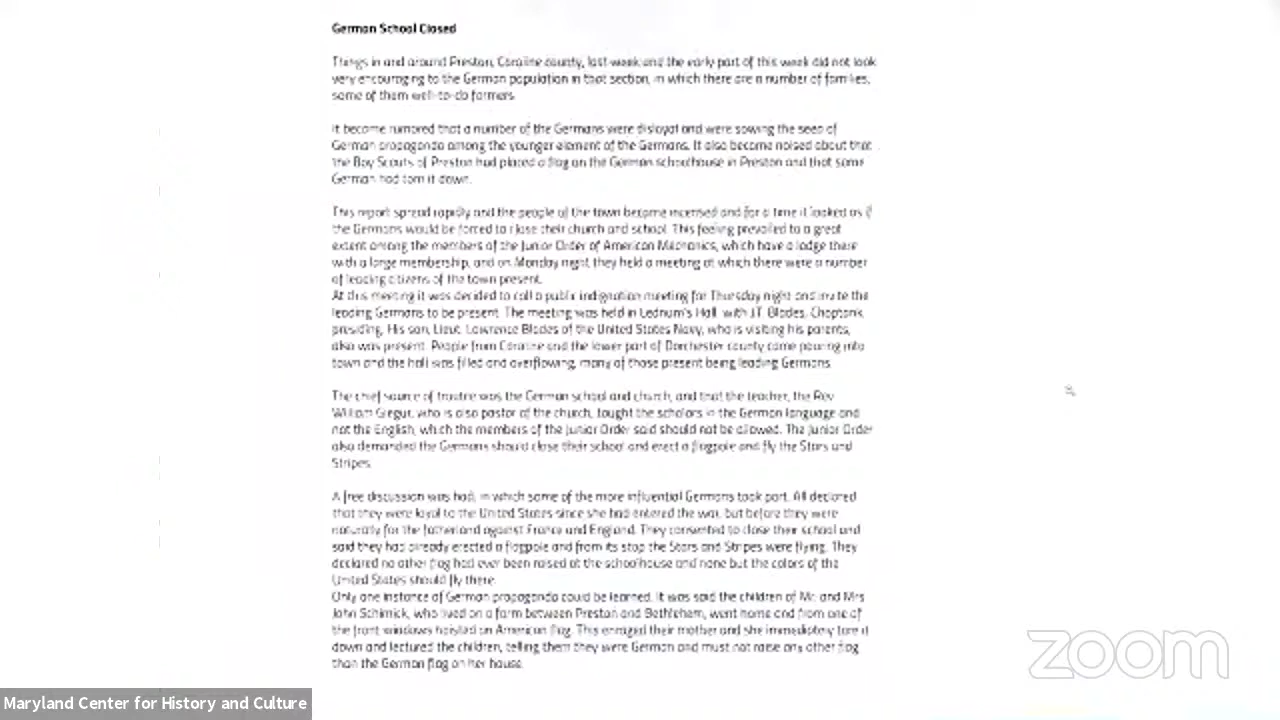 German School Closed
Things in and around Preston, Caroline county, last week and the early part of this week did not look
very encouraging to the German population in that section, in which there are a number of families,
some of them well-to-do farmers.
It became rumored that a number of the Germans were disloyal and were sowing the seed of
German propaganda among the younger element of the Germans. It also became noised about that
the Boy Scouts of Preston had placed a flag on the German schoolhouse in Preston and that some
German had torn it down.
This report spread rapidly and the people of the town became incensed and for a time it looked as if
the Germans would be forced to close their church and school. This feeling prevailed to a great
extent among the members of the Junior Order of American Mechanics, which have a lodge there
with a large membership, and on Monday night they held a meeting at which there were a number
of leading citizens of the town present.
At this meeting it was decided to call a public indignation meeting for Thursday night and invite the
leading Germans to be present. The meeting was held in Lednum's Hall, with J.T. Blades, Choptank,
presiding. His son, Lieut. Lawrence Blades of the United States Navy, who is visiting his parents,
also was present. People from Caroline and the lower part of Dorchester county came pouring into
town and the hall was filled and overflowing, many of those present being leading Germans.
The chief source of trouble was the German school and church, and that the teacher, the Rev.
William, who is also pastor of the church, taught the scholars in the German language and
not the English, which the members of the Junior Order said should not be allowed. The Junior Order
also demanded the Germans should close their school and erect a flagpole and fly the Stars and
Stripes.
A free discussion was had, in which some of the more influential Germans took part. All declared
that they were loyal to the United States since she had entered the war, but before they were
naturally for the fatherland against France and England. They consented to close their school and
said they had already erected a flagpole and from its stop the Stars and Stripes were flying. They
declared no other flag had ever been raised at the schoolhouse and none but the colors of the
United States should fly there.
Only one instance of German propaganda could be learned. It was said the children of Mr. and Mrs.
John Schimick, who lived on a farm between Preston and Bethlehem, went home and from one of
the front windows hoisted an American flag. This enraged their mother and she immediately tore it
down and lectured the children, telling them they were German and must not raise any other flag
than the German flag on her house.
zoom
Maryland Center for History and Culture